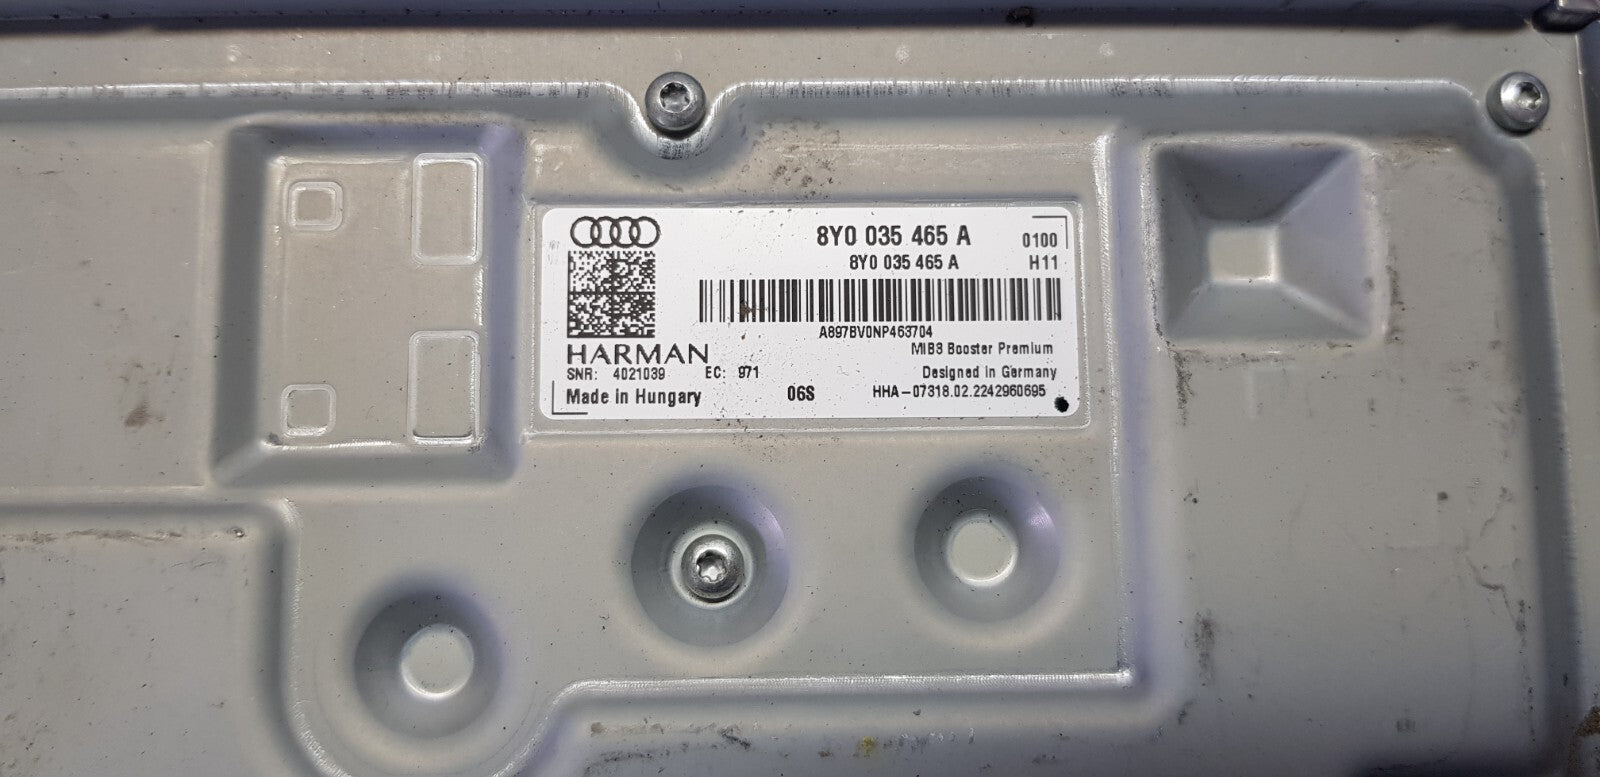 8Y0 035 465 A 0100
8Y0 035 465 A H11
A897BV0NP463704
HARMAN MIB3 Booster Premium
SNR: 4021039 EC: 971 Designed in Germany
Made in Hungary 06S HHA-07318.02.2242960695